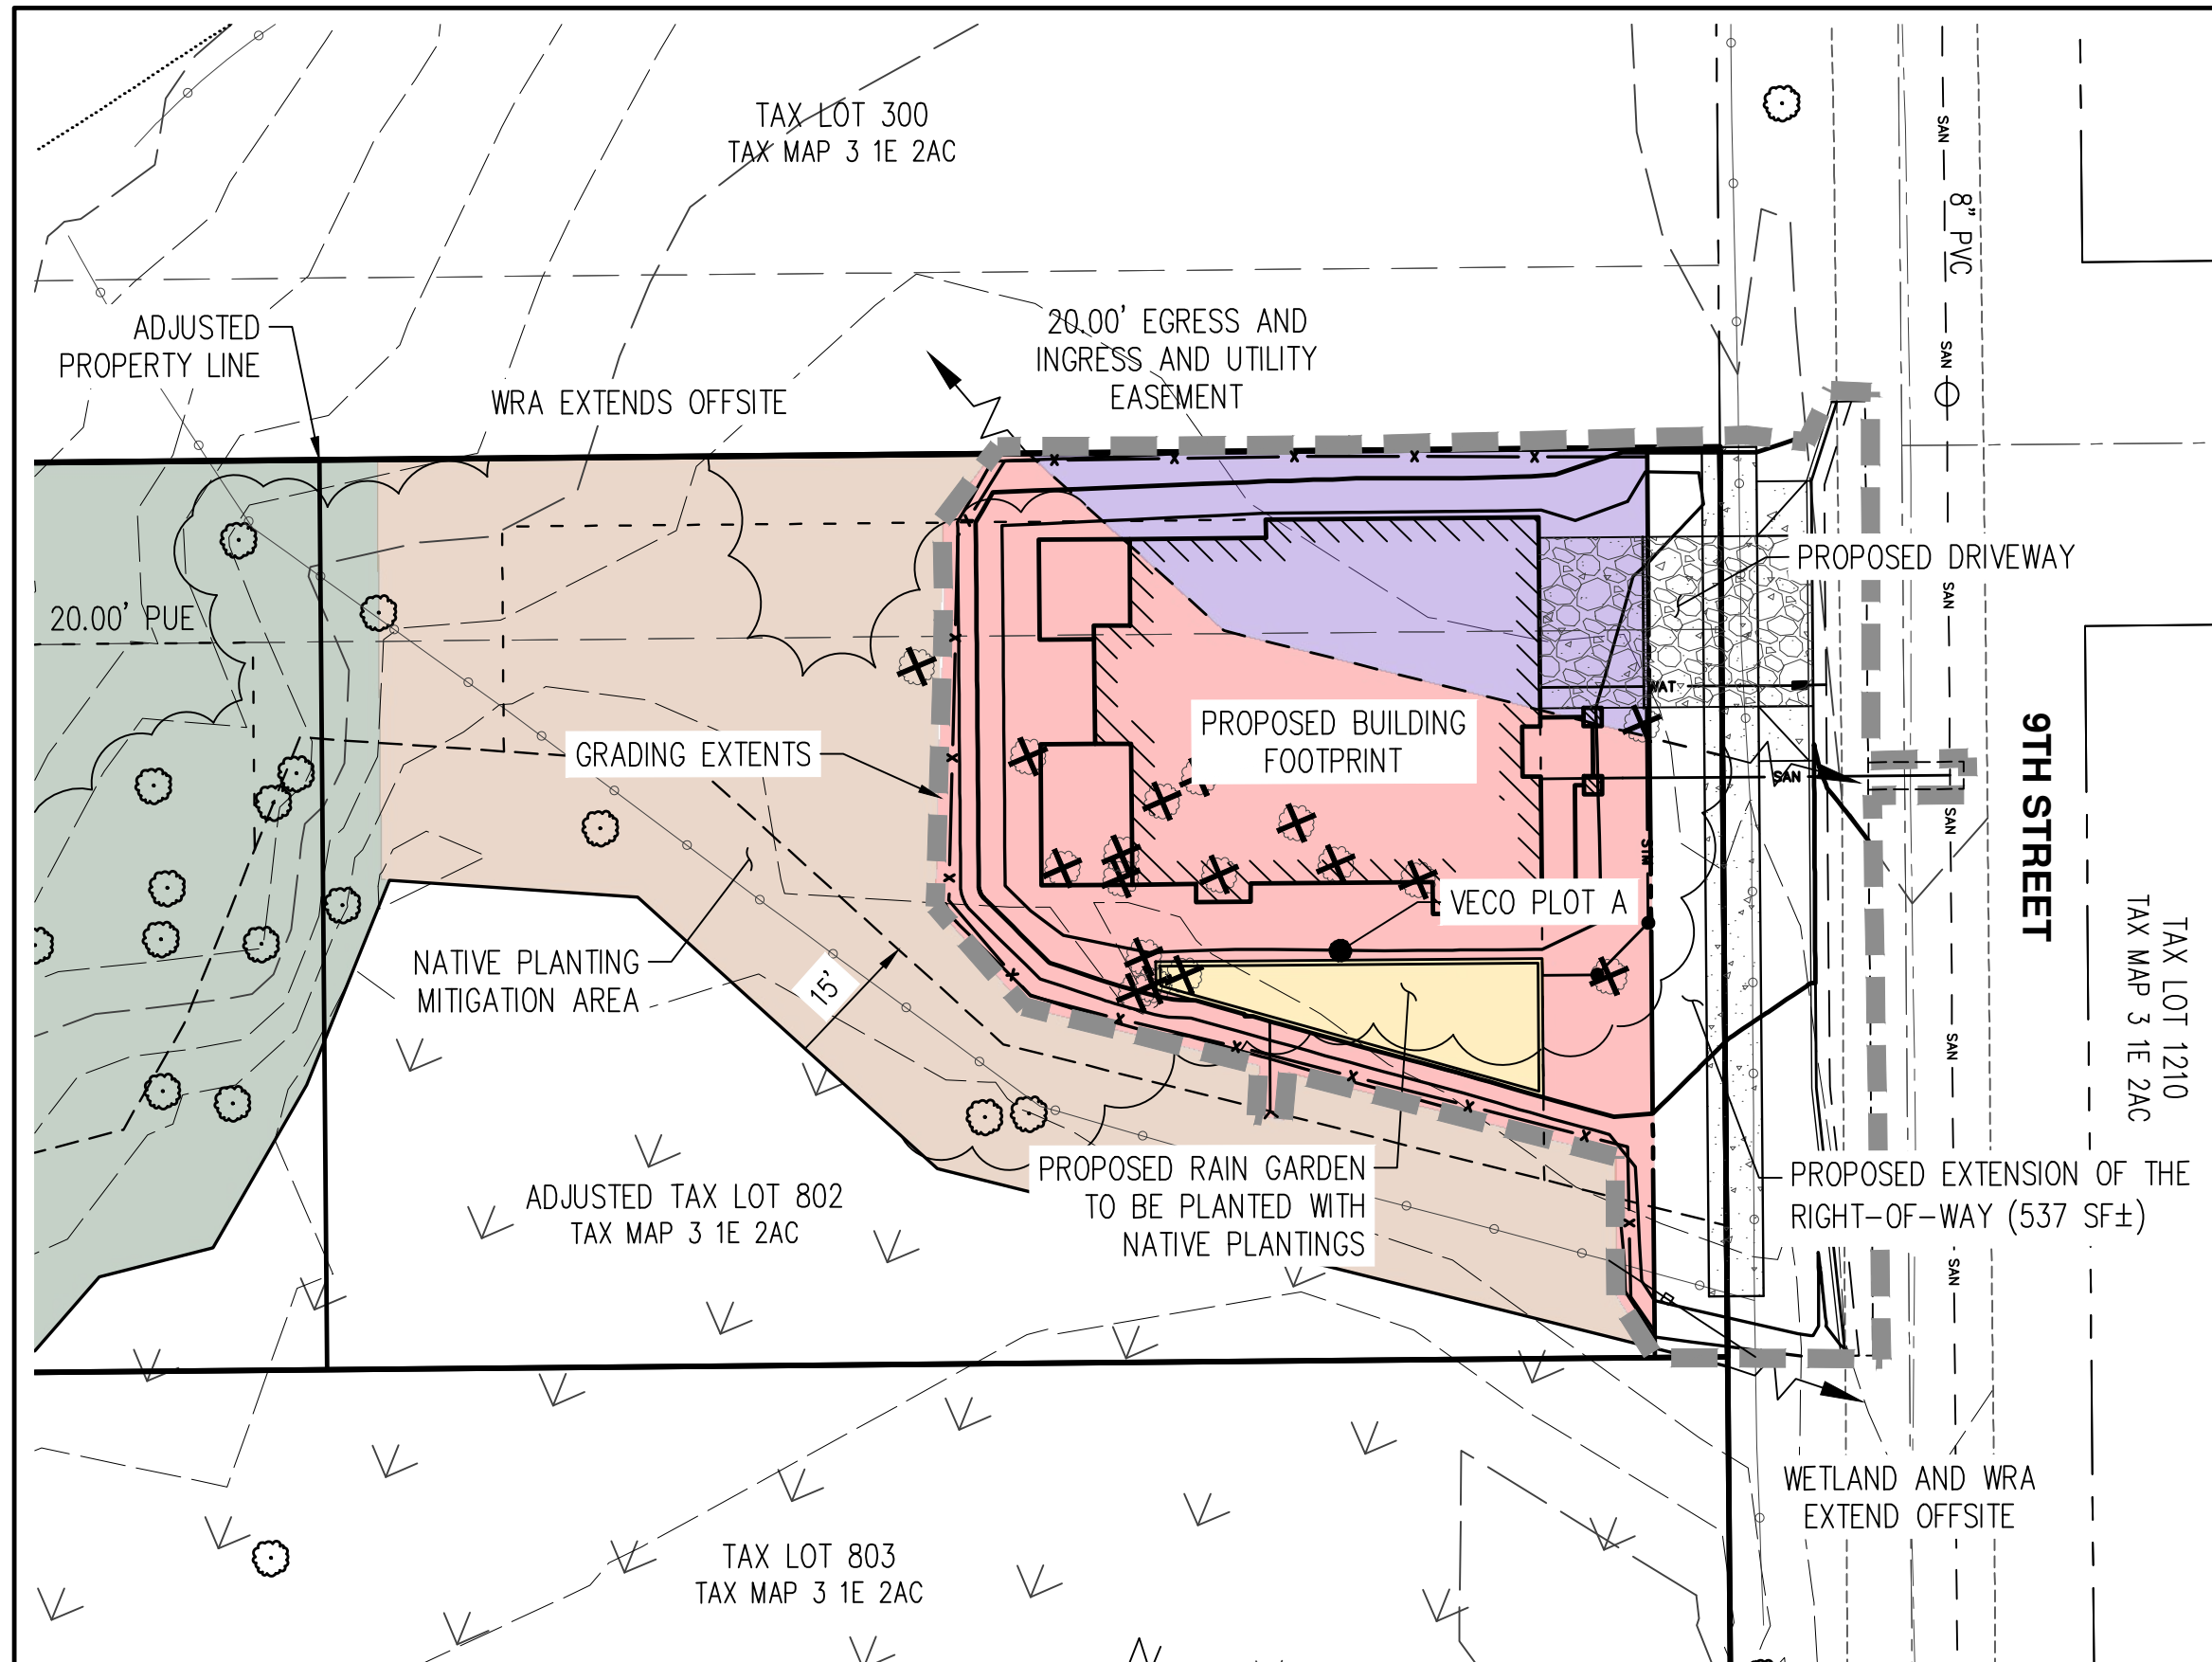 TAX LOT 300
TAX MAP 3 1E 2AC
SAN
8" PVC
ADJUSTED
PROPERTY LINE
WRA EXTENDS OFFSITE
20.00' EGRESS AND
INGRESS AND UTILITY
EASEMENT
SAN
PROPOSED DRIVEWAY
SAN
20.00' PUE
WAT
PROPOSED BUILDING
FOOTPRINT
GRADING EXTENTS
SAN
SAN
9TH STREET
STM
VECO PLOT A
NATIVE PLANTING
MITIGATION AREA
15'
TAX LOT 1210
TAX MAP 3 1E 2AC
SAN
PROPOSED RAIN GARDEN
TO BE PLANTED WITH
NATIVE PLANTINGS
PROPOSED EXTENSION OF THE
RIGHT-OF-WAY (537 SF±)
ADJUSTED TAX LOT 802
TAX MAP 3 1E 2AC
SAN
WETLAND AND WRA
EXTEND OFFSITE
TAX LOT 803
TAX MAP 3 1E 2AC